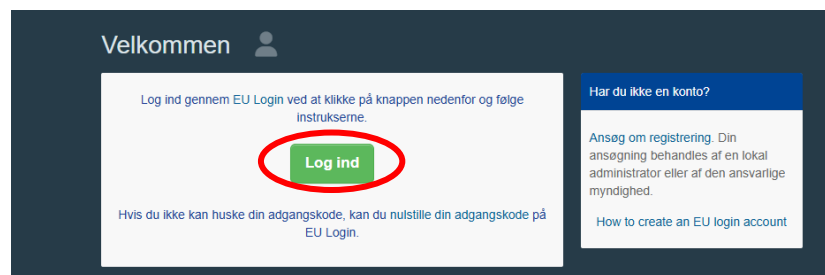 Velkommen
Log ind gennem EU Login ved at klikke på knappen nedenfor og følge
instrukserne.
Log ind
Hvis du ikke kan huske din adgangskode, kan du nulstille din adgangskode på
EU Login.
Har du ikke en konto?
Ansøg om registrering. Din
ansøgning behandles af en lokal
administrator eller af den ansvarlige
myndighed.
How to create an EU login account